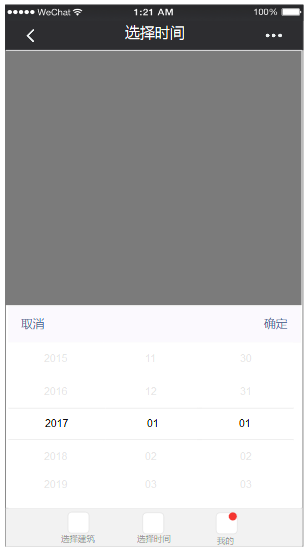 WeChat 1:21 AM 100%
选择时间
取消 确定
2015 11 30
2016 12 31
2017 01 01
2018 02 02
2019 03 03
选择建筑 选择时间 我的